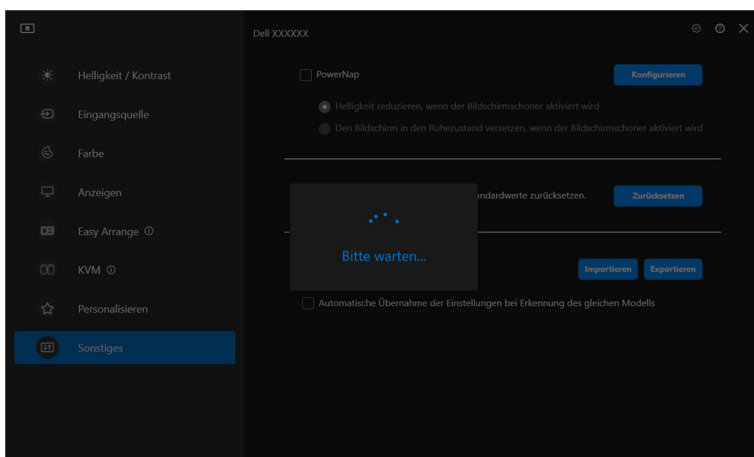 Dell XXXXXX
Helligkeit / Kontrast
Eingangsquelle
Farbe
Anzeigen
Easy Arrange
KVM
Personalisieren
Sonstiges
PowerNap
Konfigurieren
Helligkeit reduzieren, wenn der Bildschirmschoner aktiviert wird
Den Bildschirm in den Ruhezustand versetzen, wenn der Bildschirmschoner aktiviert wird
zurücksetzen.
Zurücksetzen
Bitte warten...
Importieren
Exportieren
Automatische Übernahme der Einstellungen bei Erkennung des gleichen Modells